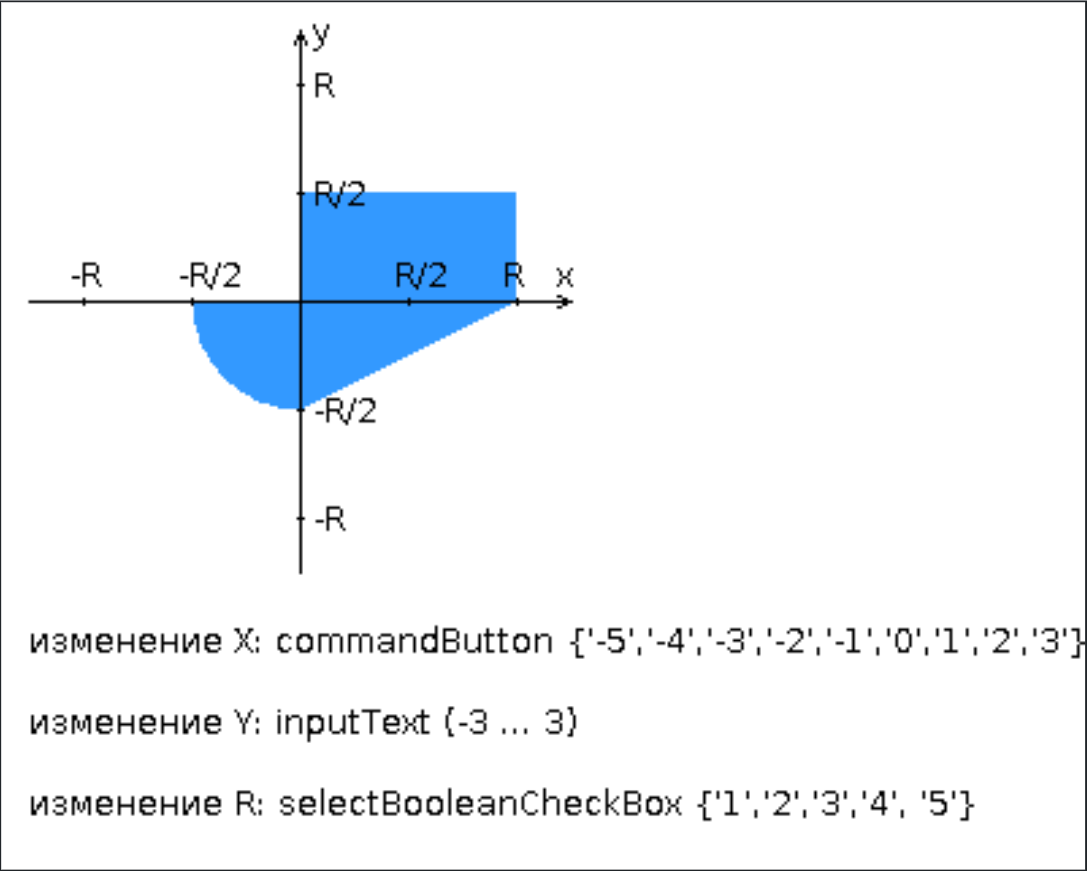 y
R
R/2
-R -R/2 R/2 R x
-R/2
-R
изменение X: commandButton {'-5','-4','-3','-2','-1','0','1','2','3'}
изменение Y: inputText (-3 ... 3)
изменение R: selectBooleanCheckBox {'1','2','3','4', '5'}